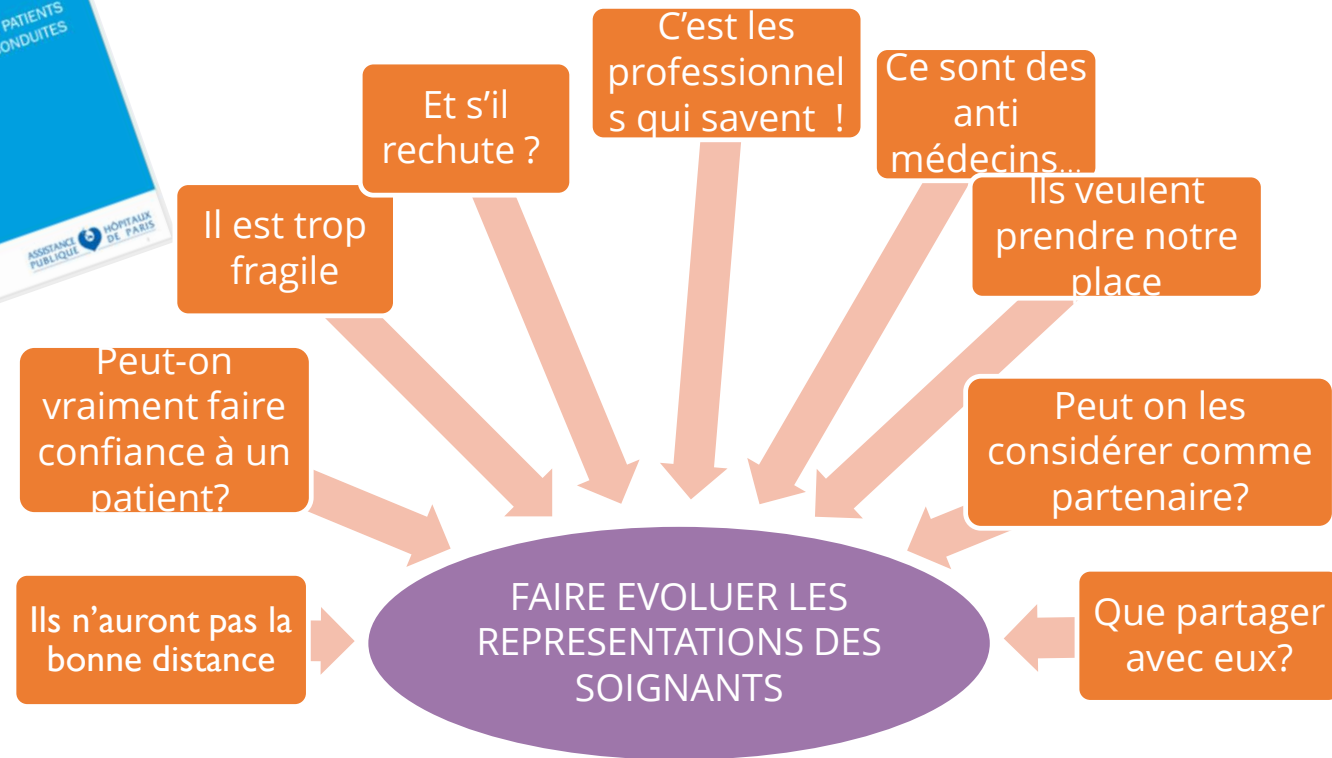 PATIENTS
ONDUITES
ASSISTANCE
PUBLIQUE
HÔPITAUX
DE PARIS
C’est les
professionnel
s qui savent !
Et s’il
rechute ?
Ce sont des
anti
médecins...
Il est trop
fragile
Ils veulent
prendre notre
place
Peut-on
vraiment faire
confiance à un
patient?
Peut on les
considérer comme
partenaire?
Ils n’auront pas la
bonne distance
FAIRE EVOLUER LES
REPRESENTATIONS DES
SOIGNANTS
Que partager
avec eux?